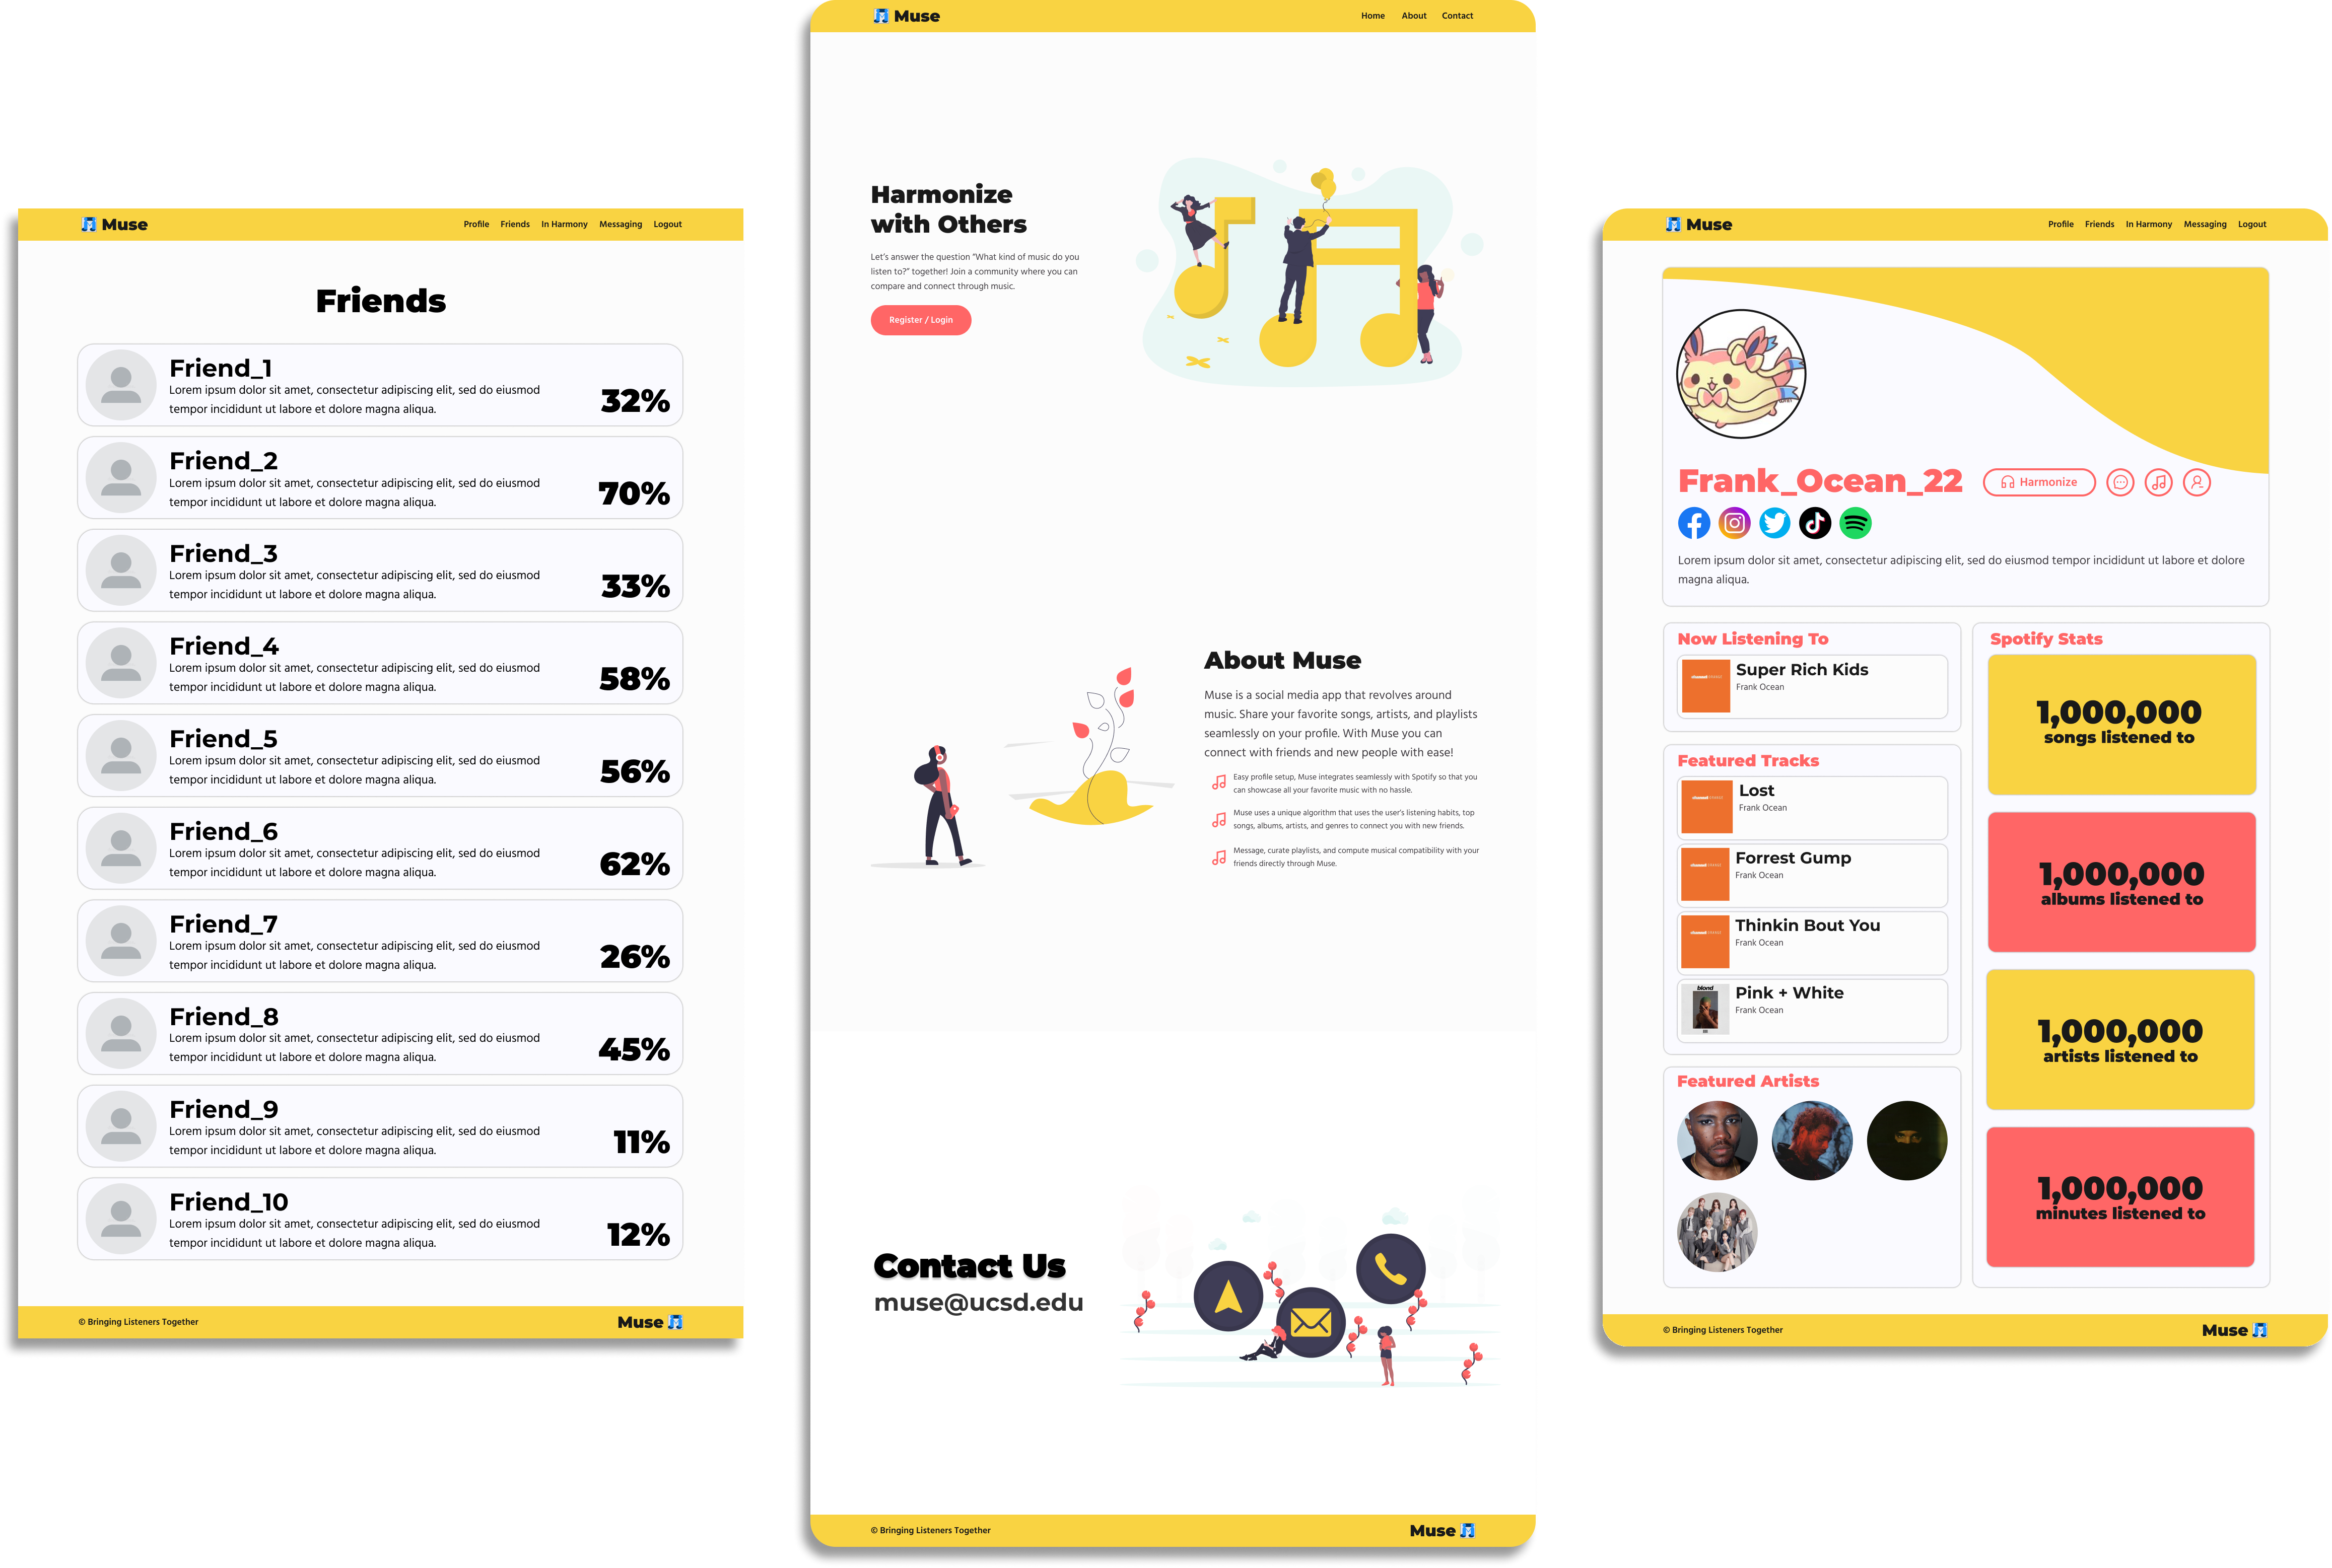 Muse
Profile Friends In Harmony Messaging Logout
Friends
Friend_1
Lorem ipsum dolor sit amet, consectetur adipiscing elit, sed do eiusmod
tempor incididunt ut labore et dolore magna aliqua.
32%
Friend_2
Lorem ipsum dolor sit amet, consectetur adipiscing elit, sed do eiusmod
tempor incididunt ut labore et dolore magna aliqua.
70%
Friend_3
Lorem ipsum dolor sit amet, consectetur adipiscing elit, sed do eiusmod
tempor incididunt ut labore et dolore magna aliqua.
33%
Friend_4
Lorem ipsum dolor sit amet, consectetur adipiscing elit, sed do eiusmod
tempor incididunt ut labore et dolore magna aliqua.
58%
Friend_5
Lorem ipsum dolor sit amet, consectetur adipiscing elit, sed do eiusmod
tempor incididunt ut labore et dolore magna aliqua.
56%
Friend_6
Lorem ipsum dolor sit amet, consectetur adipiscing elit, sed do eiusmod
tempor incididunt ut labore et dolore magna aliqua.
62%
Friend_7
Lorem ipsum dolor sit amet, consectetur adipiscing elit, sed do eiusmod
tempor incididunt ut labore et dolore magna aliqua.
26%
Friend_8
Lorem ipsum dolor sit amet, consectetur adipiscing elit, sed do eiusmod
tempor incididunt ut labore et dolore magna aliqua.
45%
Friend_9
Lorem ipsum dolor sit amet, consectetur adipiscing elit, sed do eiusmod
tempor incididunt ut labore et dolore magna aliqua.
11%
Friend_10
Lorem ipsum dolor sit amet, consectetur adipiscing elit, sed do eiusmod
tempor incididunt ut labore et dolore magna aliqua.
12%
© Bringing Listeners Together
Muse
Muse
Home About Contact
Harmonize
with Others
Let's answer the question "What kind of music do you
listen to?" together! Join a community where you can
compare and connect through music.
Register / Login
About Muse
Muse is a social media app that revolves around
music. Share your favorite songs, artists, and playlists
seamlessly on your profile. With Muse you can
connect with friends and new people with ease!
Easy profile setup, Muse integrates seamlessly with Spotify so that you
can showcase all your favorite music with no hassle.
Muse uses a unique algorithm that uses the user's listening habits, top
songs, albums, artists, and genres to connect you with new friends.
Message, curate playlists, and compute musical compatibility with your
friends directly through Muse.
Contact Us
muse@ucsd.edu
© Bringing Listeners Together
Muse
Muse
Profile Friends In Harmony Messaging Logout
Frank_Ocean_22
Harmonize
Lorem ipsum dolor sit amet, consectetur adipiscing elit, sed do eiusmod tempor incididunt ut labore et dolore
magna aliqua.
Now Listening To
Super Rich Kids
Frank Ocean
Featured Tracks
Lost
Frank Ocean
Forrest Gump
Frank Ocean
Thinkin Bout You
Frank Ocean
blond
Pink + White
Frank Ocean
Featured Artists
Spotify Stats
1,000,000
songs listened to
1,000,000
albums listened to
1,000,000
artists listened to
1,000,000
minutes listened to
© Bringing Listeners Together
Muse